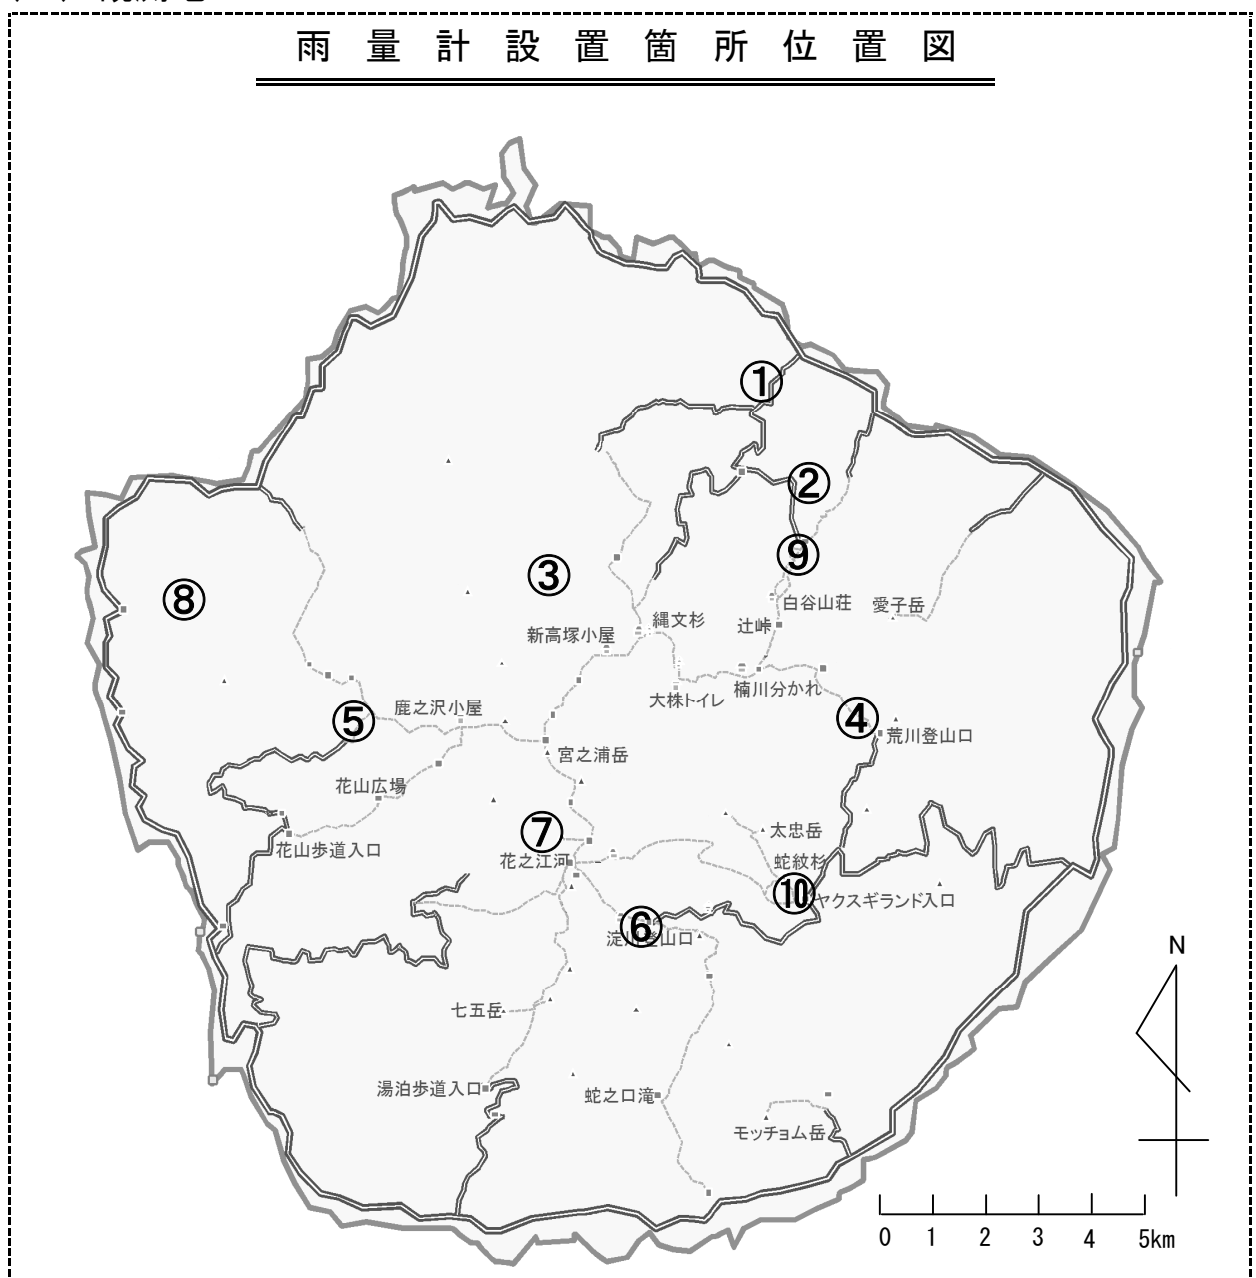 雨量計設置箇所位置図
①
②
⑨
③
⑧
白谷山荘
愛子岳
縄文杉
辻峠
新高塚小屋
大株トイレ
楠川分かれ
鹿之沢小屋
⑤
④
荒川登山口
宮之浦岳
花山広場
⑦
太忠岳
花山歩道入口
花之江河
蛇紋杉
⑩
ヤクスギランド入口
⑥
淀川登山口
N
七五岳
湯泊歩道入口
蛇之口滝
モッチョム岳
0 1 2 3 4 5km